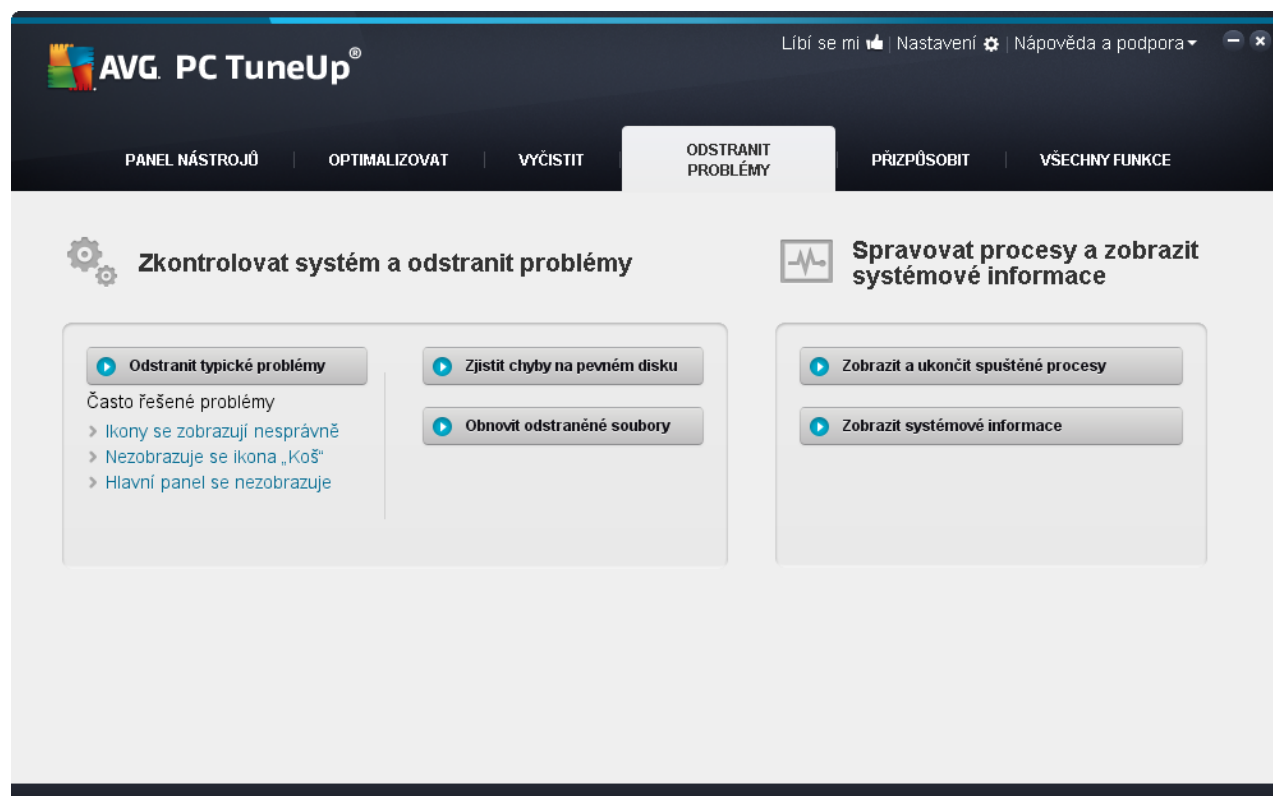 Líbí se mi | Nastavení | Nápověda a podpora
AVG. PC TuneUp®
PANEL NÁSTROJŮ | OPTIMALIZOVAT | VYČISTIT | ODSTRANIT PROBLÉMY | PŘIZPŮSOBIT | VŠECHNY FUNKCE
Zkontrolovat systém a odstranit problémy
Odstranit typické problémy
Často řešené problémy
Ikony se zobrazují nesprávně
Nezobrazuje se ikona „Koš“
Hlavní panel se nezobrazuje
Zjistit chyby na pevném disku
Obnovit odstraněné soubory
Spravovat procesy a zobrazit
systémové informace
Zobrazit a ukončit spuštěné procesy
Zobrazit systémové informace